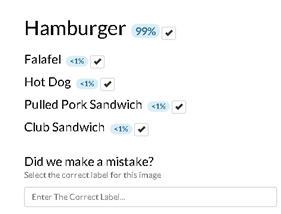 Hamburger 99%
Falafel <1%
Hot Dog <1%
Pulled Pork Sandwich <1%
Club Sandwich <1%
Did we make a mistake?
Select the correct label for this image
Enter The Correct Label...